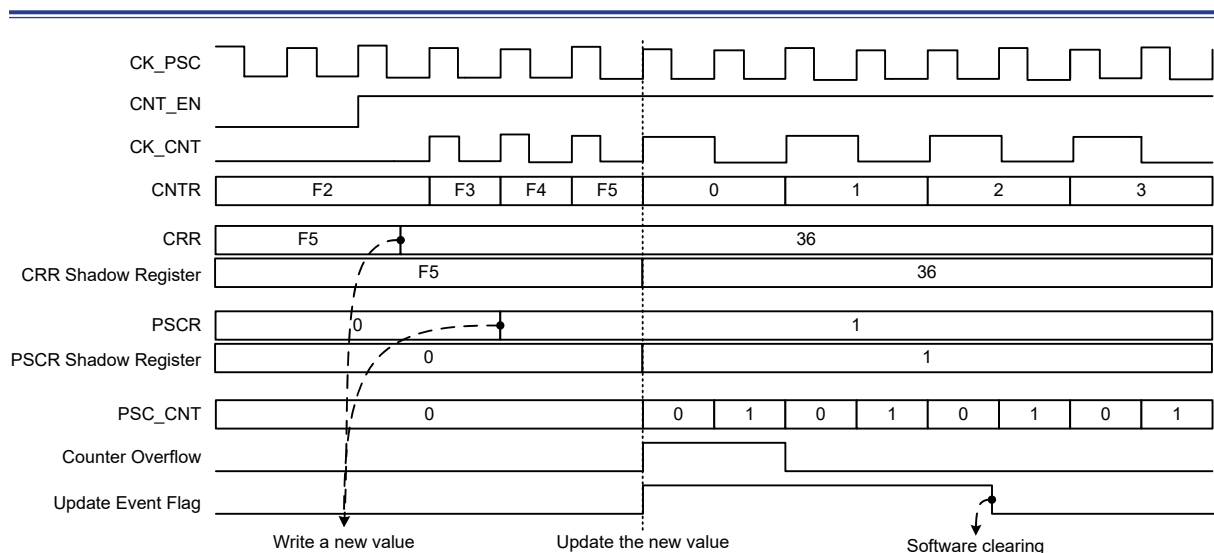 CK_PSC
CNT_EN
CK_CNT
CNTR F2 F3 F4 F5 0 1 2 3
CRR F5 36
CRR Shadow Register F5 36
PSCR 0 1
PSCR Shadow Register 0 1
PSC_CNT 0 0 1 0 1 0 1 0 1
Counter Overflow
Update Event Flag
Write a new value Update the new value Software clearing